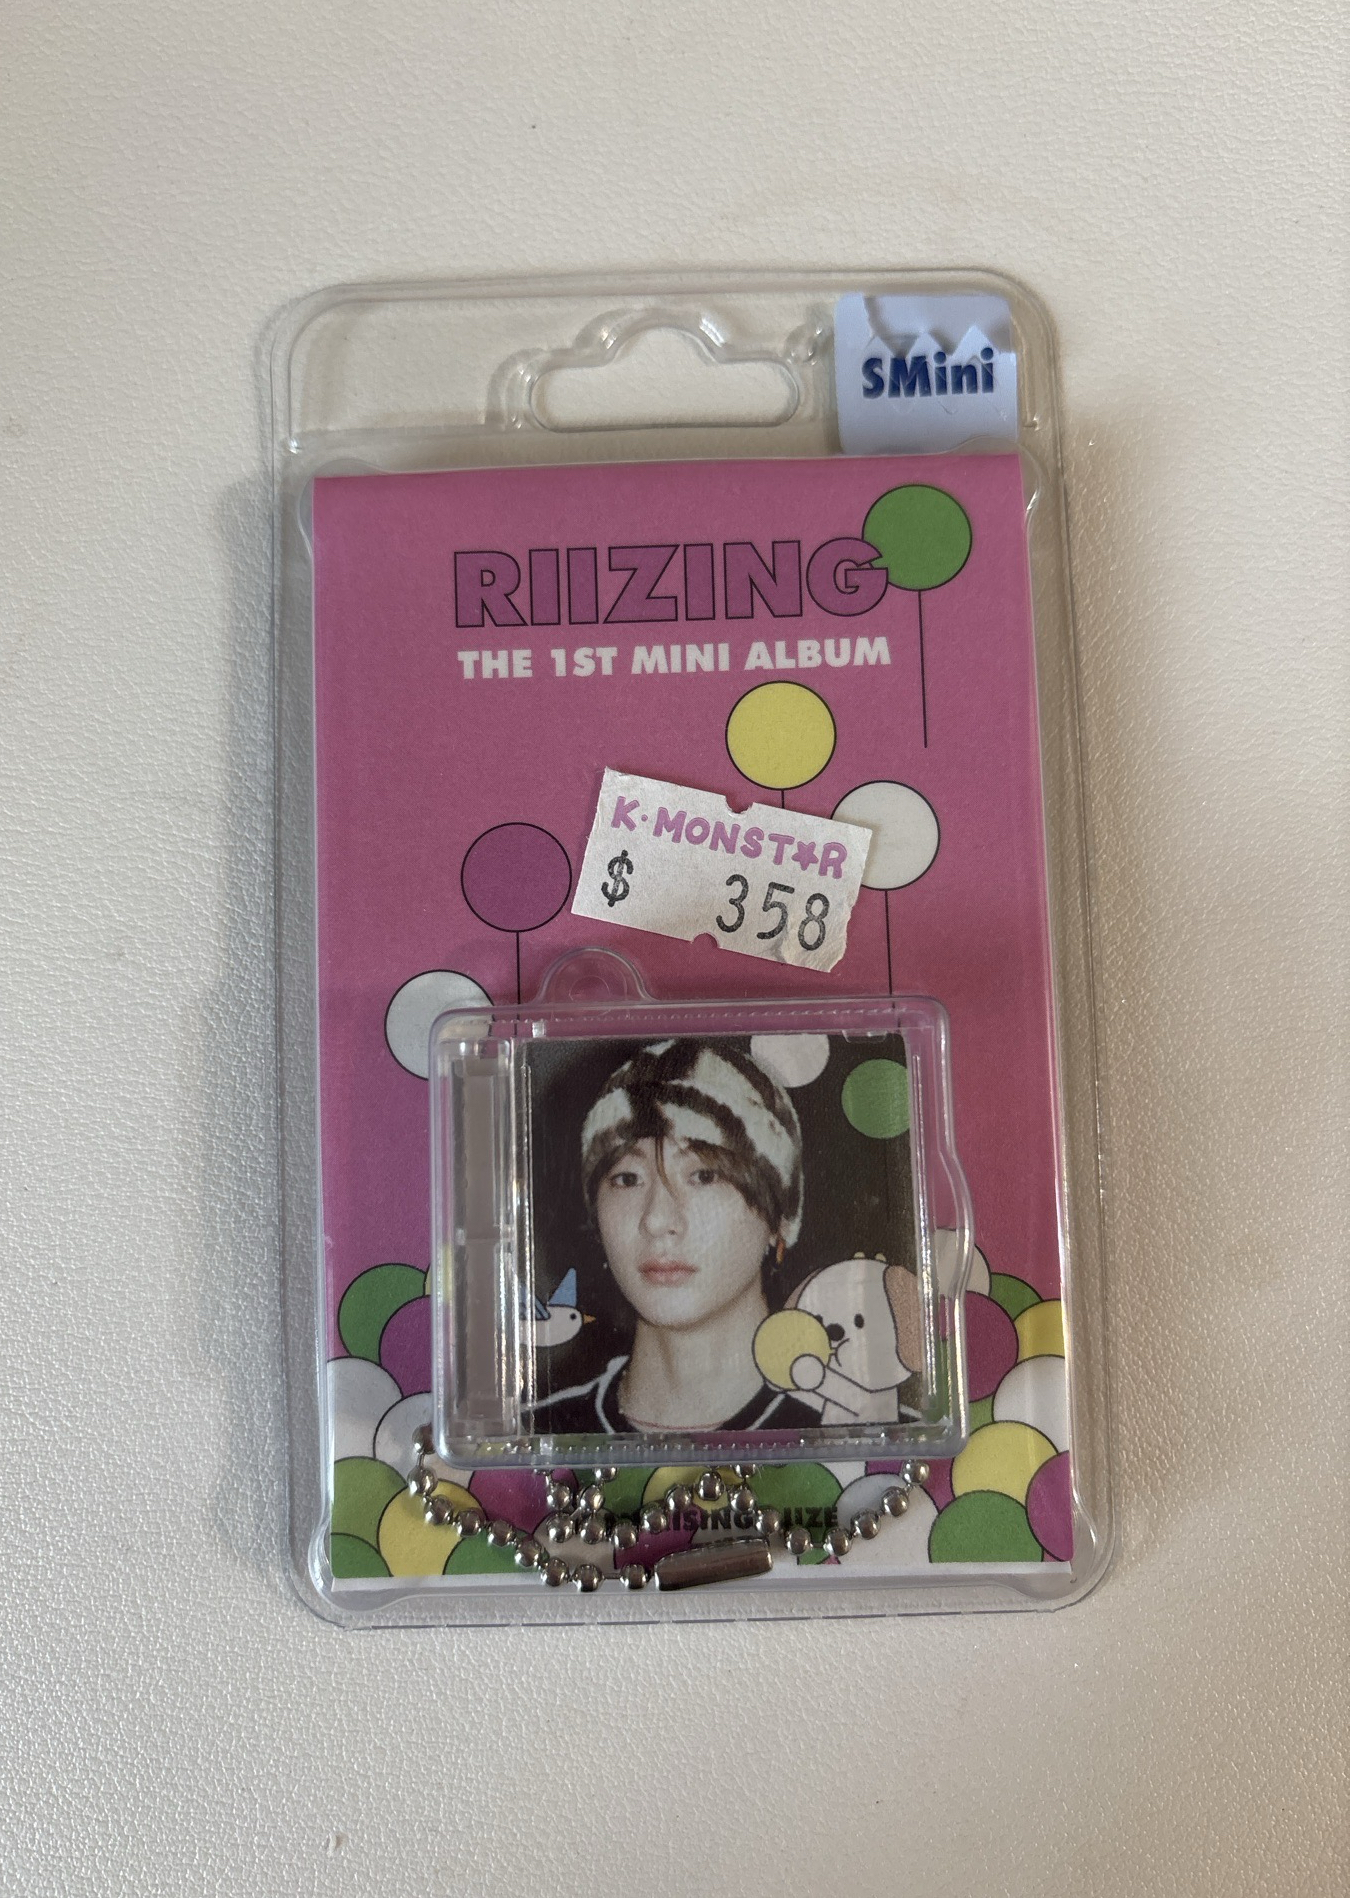 SMini
RIIZING
THE 1ST MINI ALBUM
K·MONST★R
$ 358